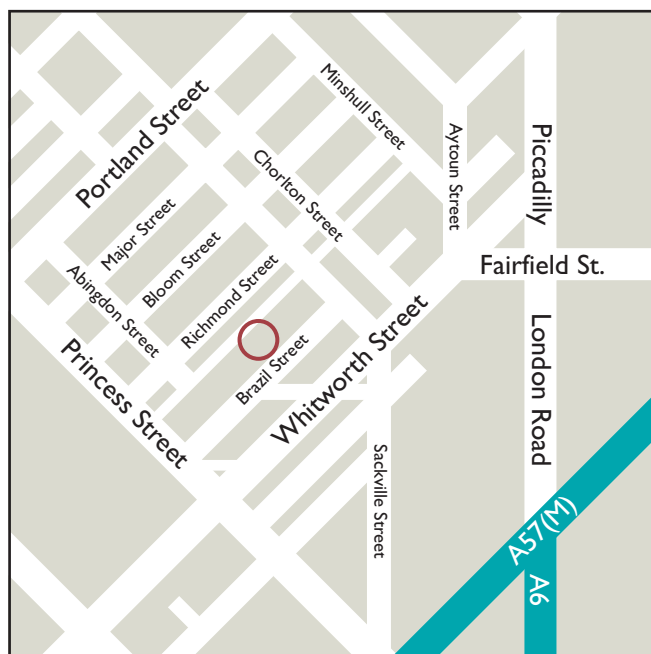 Minshull Street
Portland Street
Aytoun Street
Piccadilly
Chorlton Street
Major Street
Bloom Street
Fairfield St.
Abingdon Street
Richmond Street
Whitworth Street
London Road
Brazil Street
Princess Street
Sackville Street
A57(M)
A6